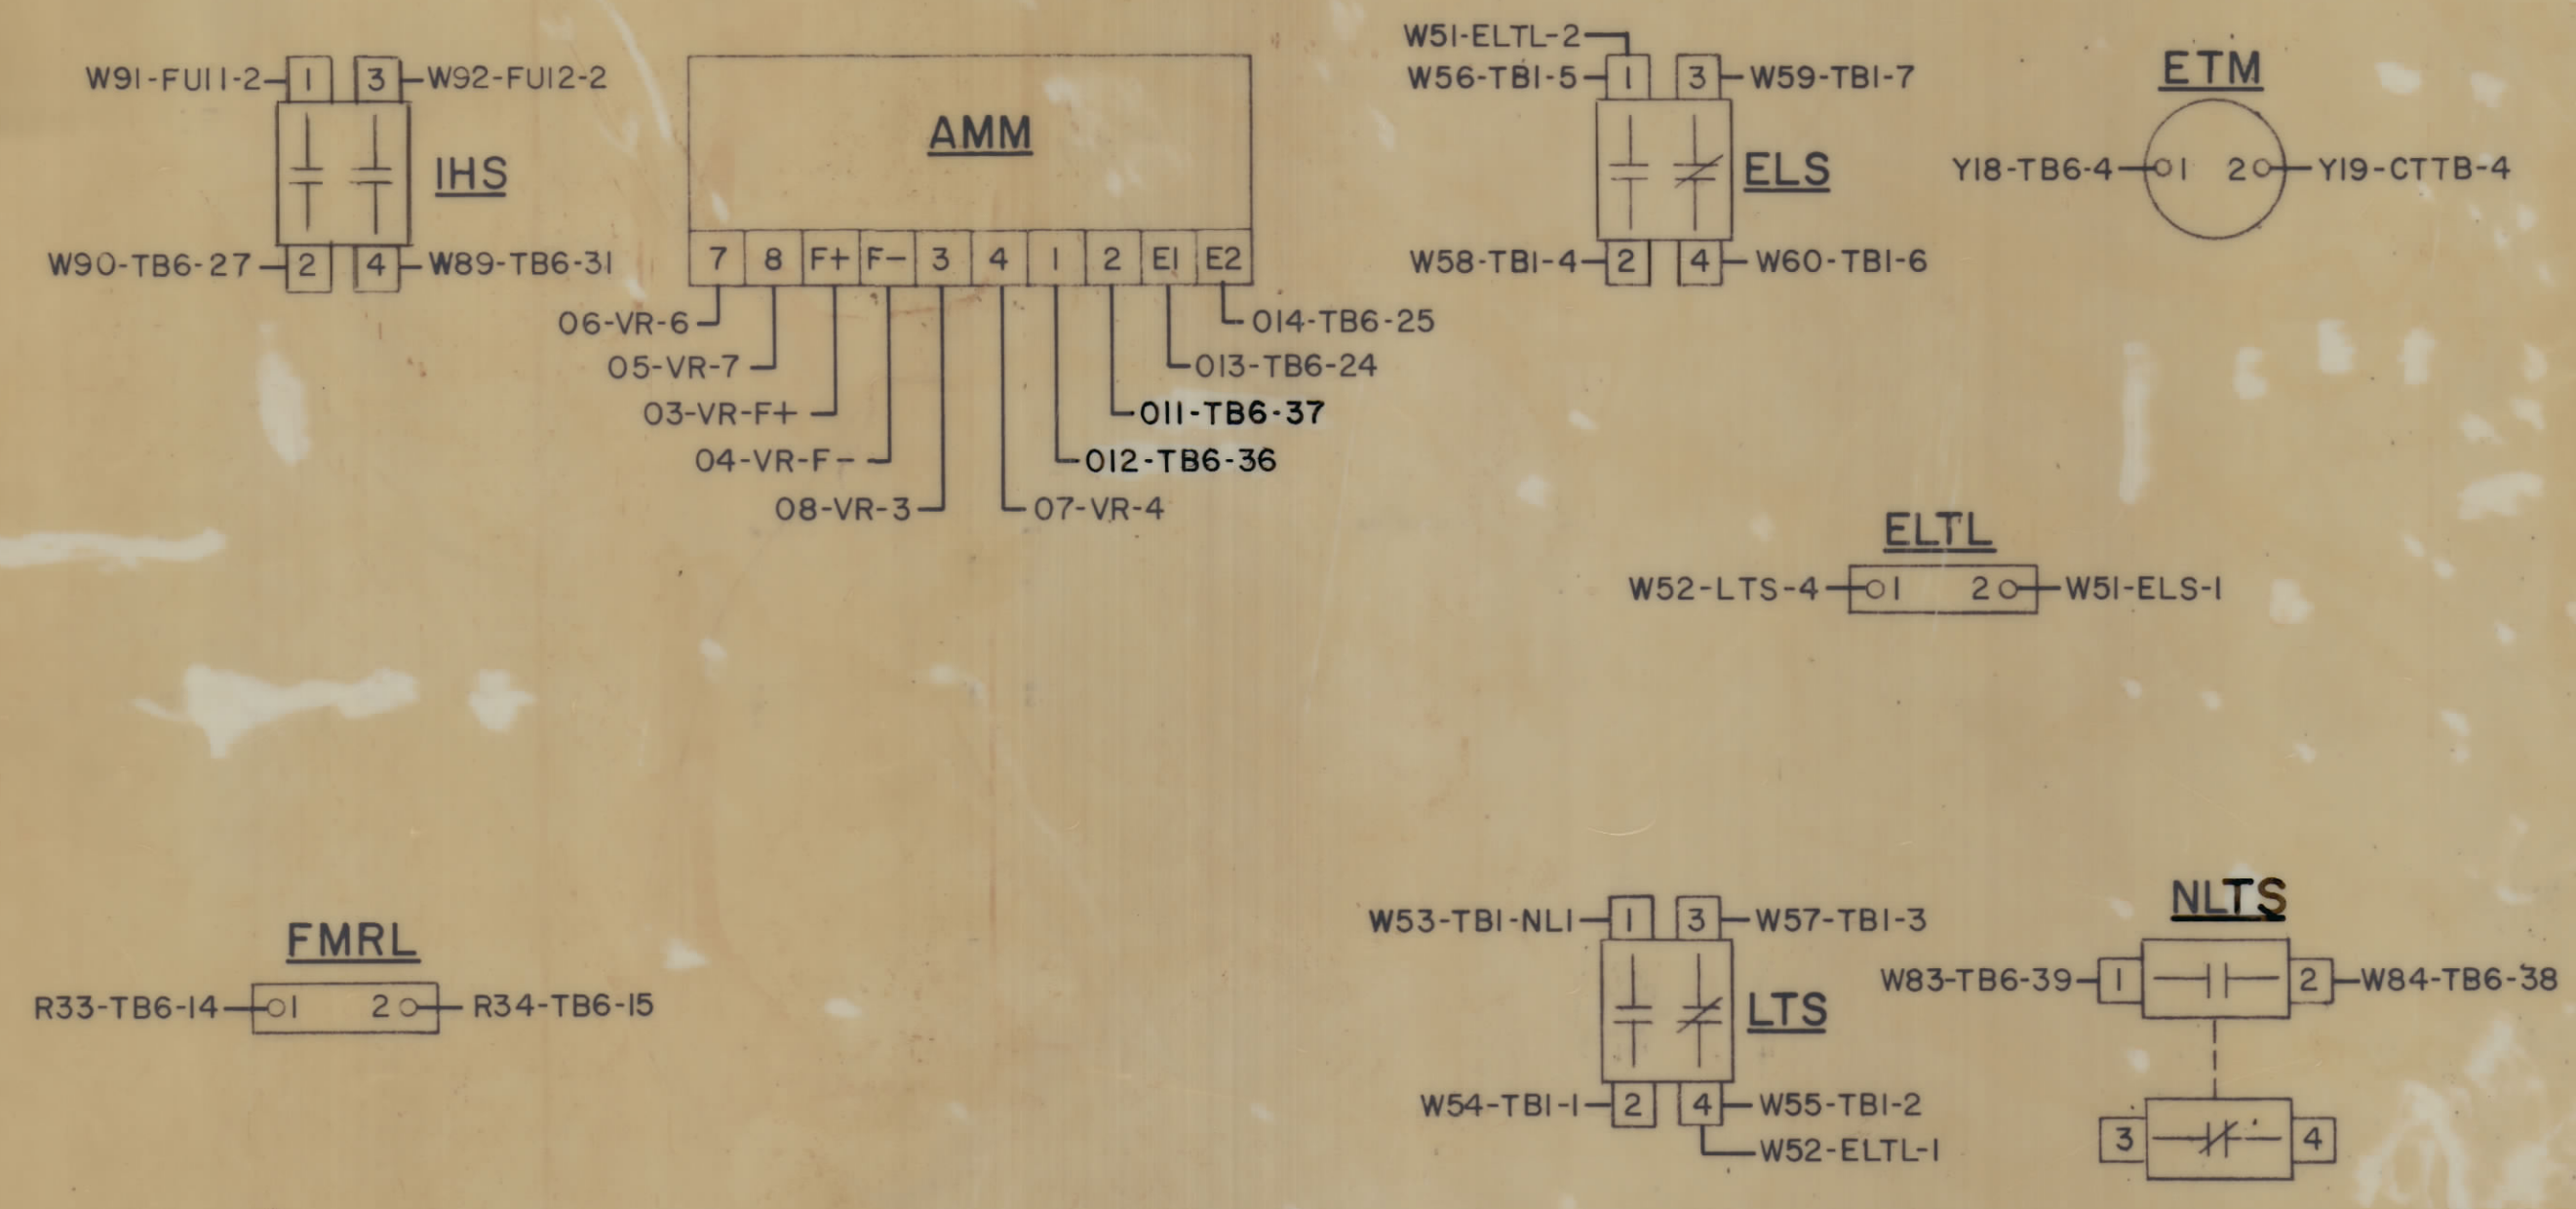 W91-FU11-2 1 3 W92-FU12-2
IHS
W90-TB6-27 2 4 W89-TB6-31
AMM
7 8 F+ F- 3 4 1 2 E1 E2
06-VR-6
05-VR-7
03-VR-F+
04-VR-F-
08-VR-3
07-VR-4
012-TB6-36
011-TB6-37
013-TB6-24
014-TB6-25
W51-ELTL-2
W56-TB1-5 1 3 W59-TB1-7
ELS
W58-TB1-4 2 4 W60-TB1-6
ETM
Y18-TB6-4 1 2 Y19-CTTB-4
ELTL
W52-LTS-4 1 2 W51-ELS-1
FMRL
R33-TB6-14 1 2 R34-TB6-15
W53-TB1-NL1 1 3 W57-TB1-3
LTS
W54-TB1-1 2 4 W55-TB1-2
W52-ELTL-1
NLTS
W83-TB6-39 1 2 W84-TB6-38
3 4